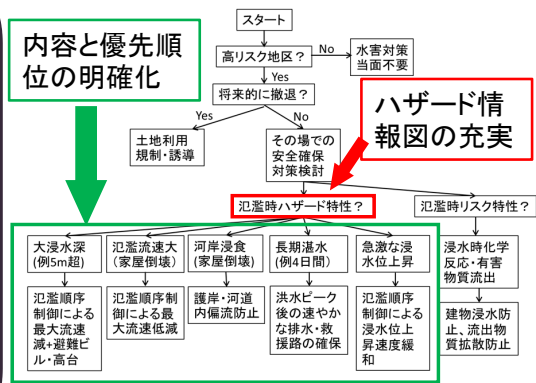 スタート
内容と優先順
位の明確化
高リスク地区？
No
水害対策
当面不要
Yes
将来的に撤退？
ハザード情
報図の充実
Yes
No
土地利用
規制・誘導
その場での
安全確保
対策検討
氾濫時ハザード特性？
氾濫時リスク特性？
大浸水深
(例5m超)
氾濫流速大
(家屋倒壊)
河岸浸食
(家屋倒壊)
長期湛水
(例4日間)
急激な浸
水位上昇
浸水時化学
反応・有害
物質流出
氾濫順序
制御による
最大流速
減+避難ビ
ル・高台
氾濫順序制
御による最
大流速低減
護岸・河道
内偏流防止
洪水ピーク
後の速やか
な排水・救
援路の確保
氾濫順序
制御による
浸水位上
昇速度緩
和
建物浸水防
止、流出物
質拡散防止